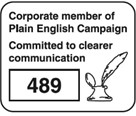 Corporate member of
Plain English Campaign
Committed to clearer
communication
489